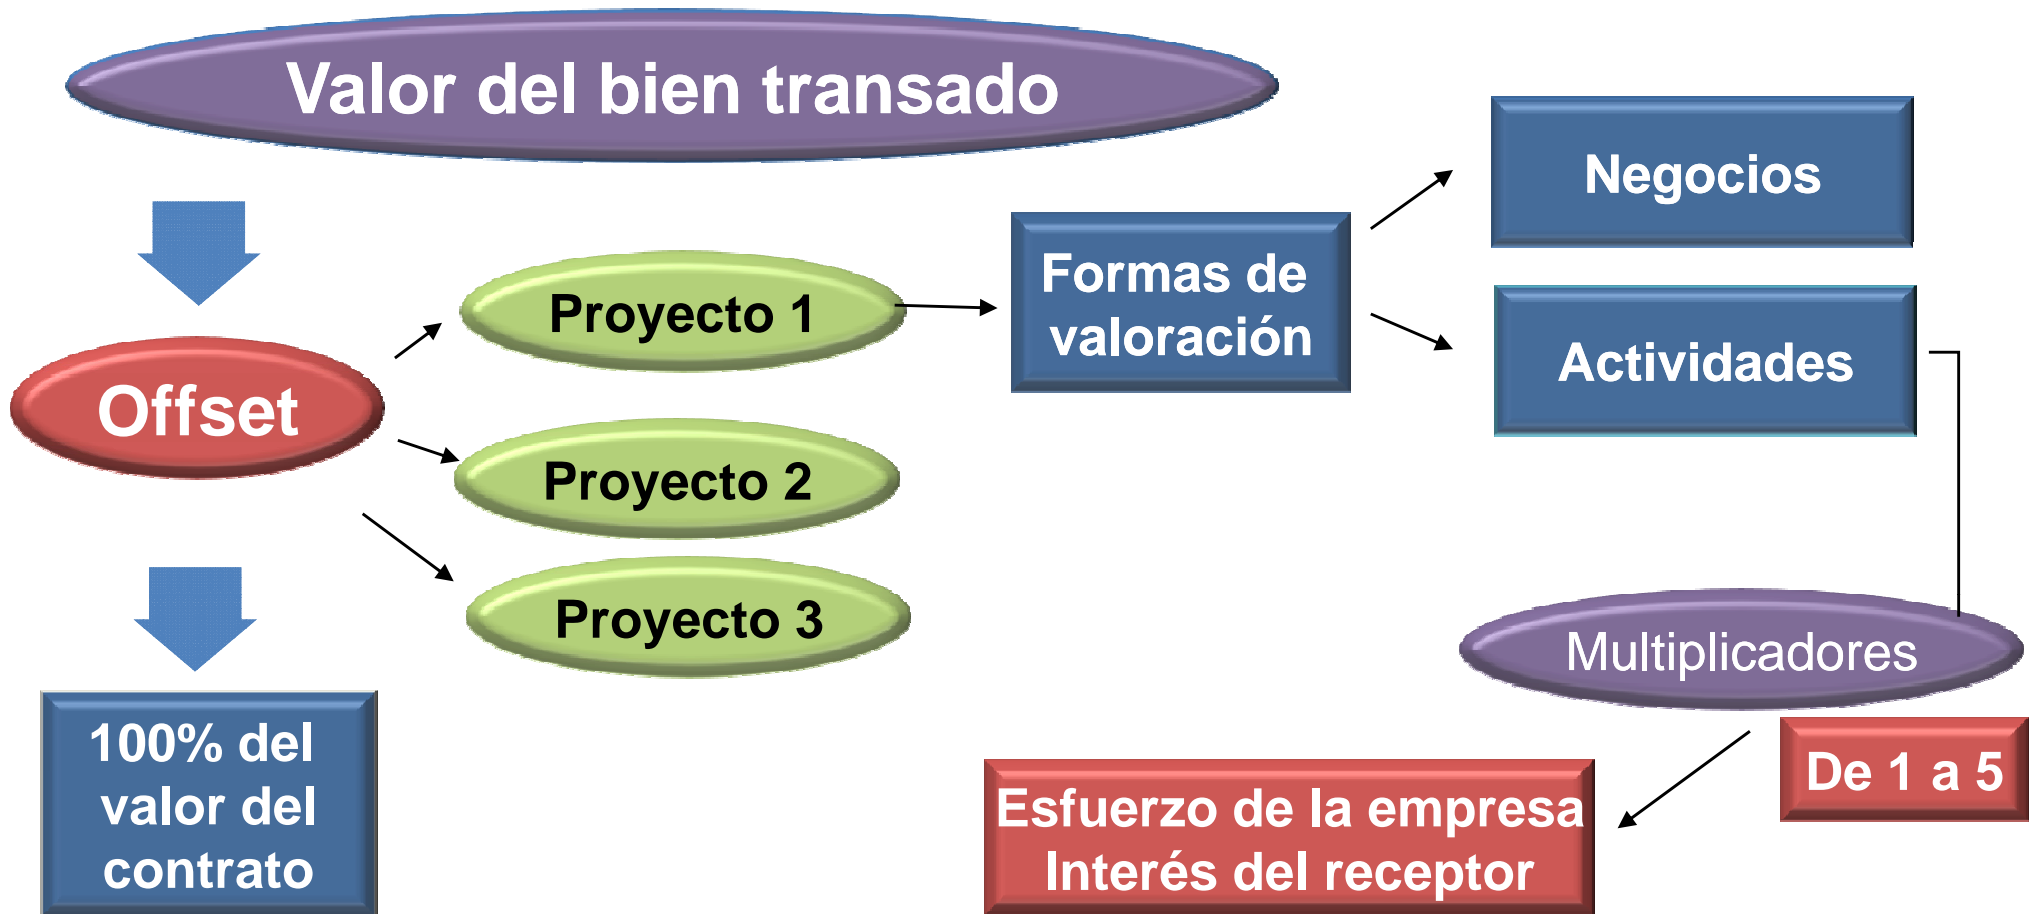 Valor del bien transado
Offset
100% del
valor del
contrato
Proyecto 1
Proyecto 2
Proyecto 3
Formas de
valoración
Negocios
Actividades
Multiplicadores
De 1 a 5
Esfuerzo de la empresa
Interés del receptor